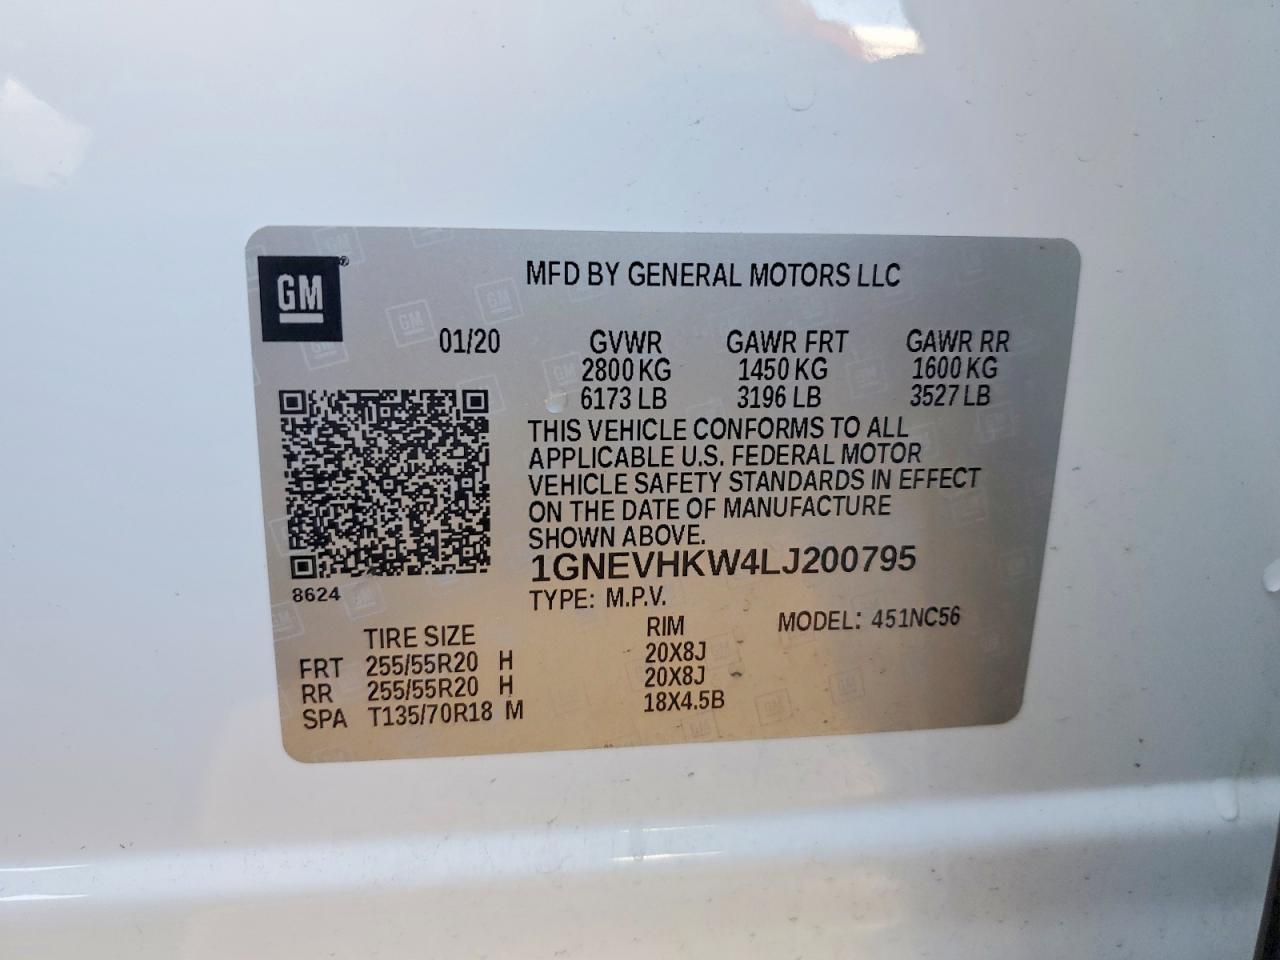 GM®
MFD BY GENERAL MOTORS LLC
01/20 GVWR GAWR FRT GAWR RR
2800 KG 1450 KG 1600 KG
6173 LB 3196 LB 3527 LB
THIS VEHICLE CONFORMS TO ALL
APPLICABLE U.S. FEDERAL MOTOR
VEHICLE SAFETY STANDARDS IN EFFECT
ON THE DATE OF MANUFACTURE
SHOWN ABOVE.
1GNEVHKW4LJ200795
8624
TYPE: M.P.V. MODEL: 451NC56
TIRE SIZE RIM
FRT 255/55R20 H 20X8J
RR 255/55R20 H 20X8J
SPA T135/70R18 M 18X4.5B